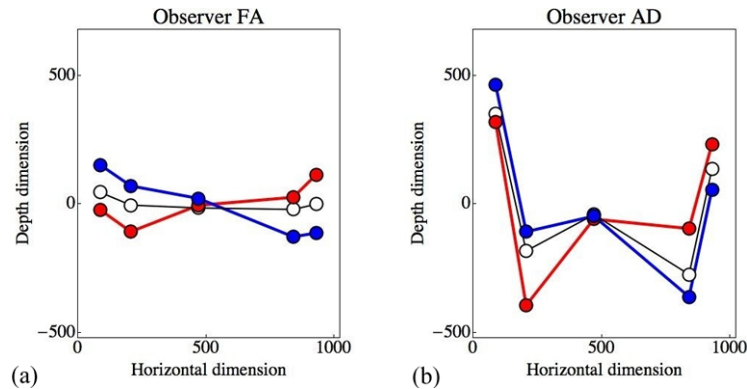 Observer FA
500
0
−500
0
500
1000
Depth dimension
Horizontal dimension
(a)
Observer AD
500
0
−500
0
500
1000
Depth dimension
Horizontal dimension
(b)